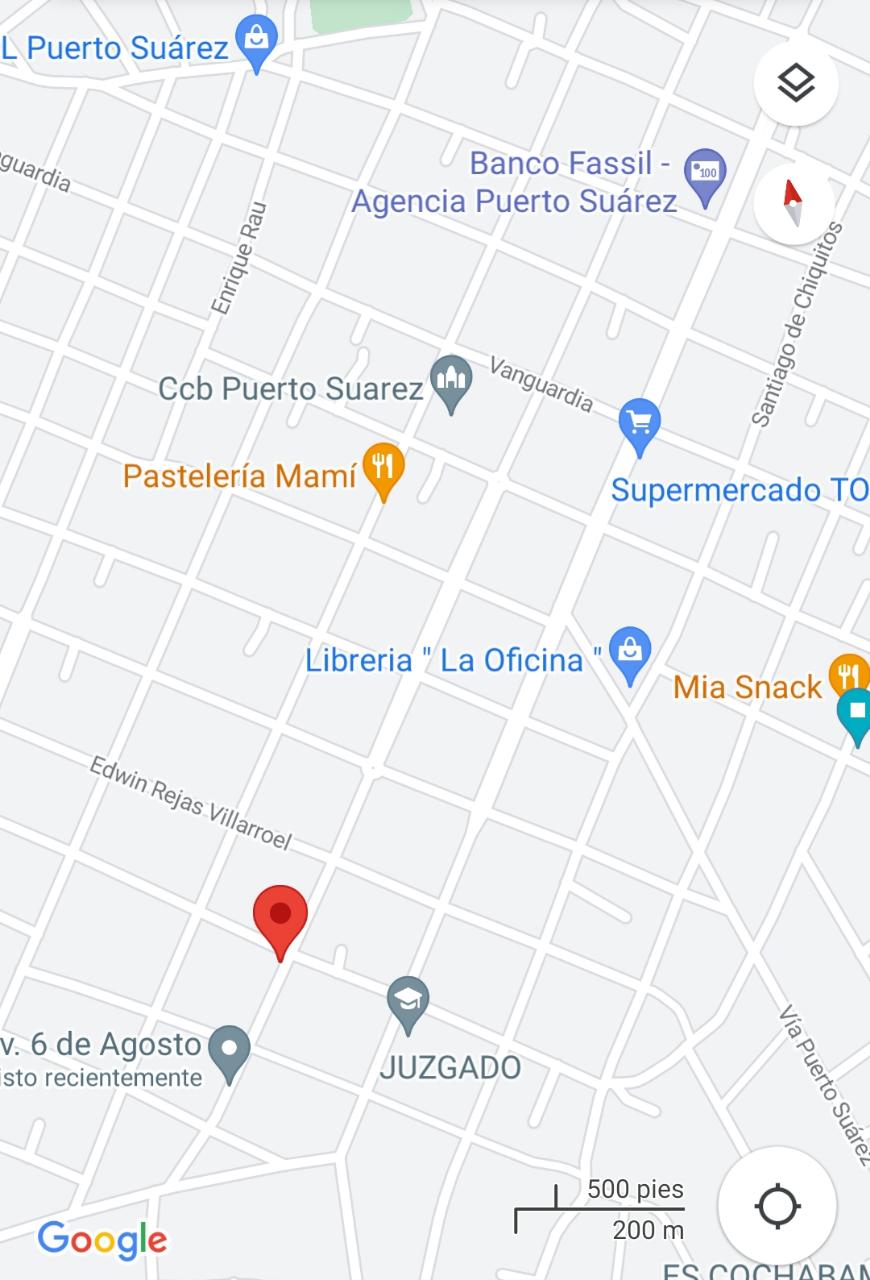 L Puerto Suárez
guardia
Banco Fassil -
Agencia Puerto Suárez
100
Enrique Rau
Santiago de Chiquitos
Ccb Puerto Suarez
Vanguardia
Pastelería Mamí
Supermercado TO
Libreria " La Oficina "
Mia Snack
Edwin Rejas Villarroel
v. 6 de Agosto
isto recientemente
JUZGADO
Vía Puerto Suárez
500 pies
200 m
Google
ES COCHABAM